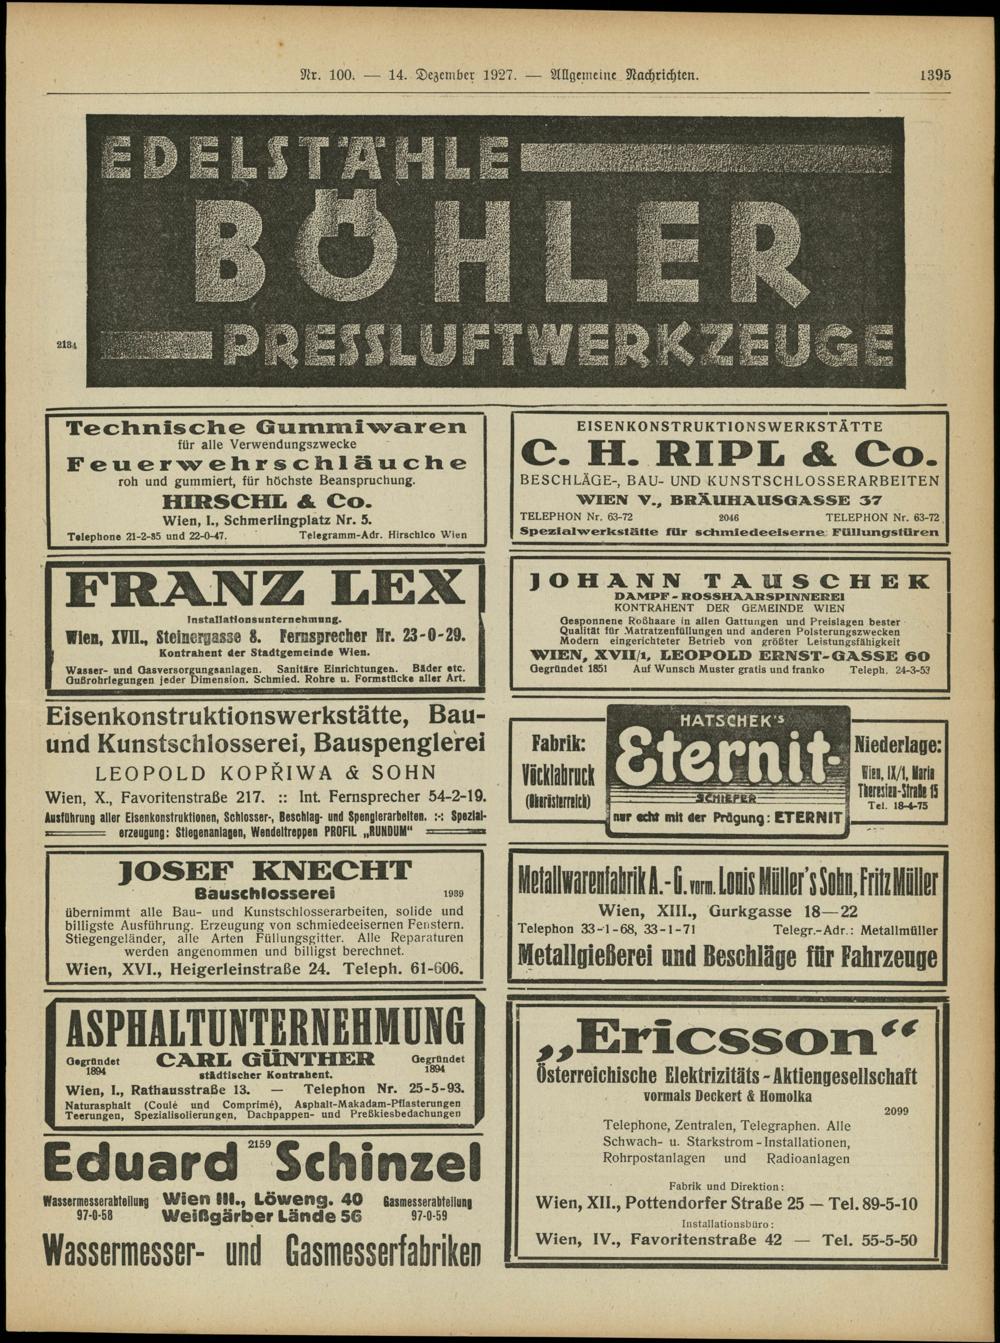 Nr. 100. — 14. Dezember 1927. — Allgemeine Nachrichten. 1395
EDELSTÄHLE
BÖHLER
PRESSLUFTWERKZEUGE
2134
Technische Gummiwaren
für alle Verwendungszwecke
Feuerwehrschläuche
roh und gummiert, für höchste Beanspruchung.
HIRSCHL & Co.
Wien, I., Schmerlingplatz Nr. 5.
Telephone 21-2-85 und 22-0-47. Telegramm-Adr. Hirschlco Wien
FRANZ LEX
Installationsunternehmung.
Wien, XVII., Steinergasse 8. Fernsprecher Nr. 23-0-29.
Kontrahent der Stadtgemeinde Wien.
Wasser- und Gasversorgungsanlagen. Sanitäre Einrichtungen. Bäder etc.
Gußrohrlegungen jeder Dimension. Schmied. Rohre u. Formstücke aller Art.
Eisenkonstruktionswerkstätte, Bau-
und Kunstschlosserei, Bauspenglerei
LEOPOLD KOPŘIWA & SOHN
Wien, X., Favoritenstraße 217. :: Int. Fernsprecher 54-2-19.
Ausführung aller Eisenkonstruktionen, Schlosser-, Beschlag- und Spenglerarbeiten. :-: Spezial-
erzeugung: Stiegenanlagen, Wendeltreppen PROFIL „RUNDUM“
JOSEF KNECHT
Bauschlosserei 1939
übernimmt alle Bau- und Kunstschlosserarbeiten, solide und
billigste Ausführung. Erzeugung von schmiedeeisernen Fenstern.
Stiegengeländer, alle Arten Füllungsgitter. Alle Reparaturen
werden angenommen und billigst berechnet.
Wien, XVI., Heigerleinstraße 24. Teleph. 61-606.
ASPHALTUNTERNEHMUNG
Gegründet 1894 CARL GÜNTHER Gegründet 1894
städtischer Kontrahent.
Wien, I., Rathausstraße 13. — Telephon Nr. 25-5-93.
Naturasphalt (Coulé und Comprimé), Asphalt-Makadam-Pflasterungen
Teerungen, Spezialisolierungen, Dachpappen- und Preßkiesbedachungen
Eduard 2159 Schinzel
Wassermesserabteilung Wien III., Löweng. 40 Gasmesserabteilung
97-0-58 Weißgärber Lände 56 97-0-59
Wassermesser- und Gasmesserfabriken
EISENKONSTRUKTIONSWERKSTÄTTE
C. H. RIPL & Co.
BESCHLÄGE-, BAU- UND KUNSTSCHLOSSERARBEITEN
WIEN V., BRÄUHAUSGASSE 37
TELEPHON Nr. 63-72 2046 TELEPHON Nr. 63-72
Spezialwerkstätte für schmiedeeiserne Füllungstüren
JOHANN TAUSCHEK
DAMPF-ROSSHAARSPINNEREI
KONTRAHENT DER GEMEINDE WIEN
Gesponnene Roßhaare in allen Gattungen und Preislagen bester
Qualität für Matratzenfüllungen und anderen Polsterungszwecken
Modern eingerichteter Betrieb von größter Leistungsfähigkeit
WIEN, XVII/1, LEOPOLD ERNST-GASSE 60
Gegründet 1851 Auf Wunsch Muster gratis und franko Teleph. 24-3-53
Fabrik:
Vöcklabruck
(Oberösterreich)
HATSCHEK'S
Eternit-
SCHIEFER
nur echt mit der Prägung: ETERNIT
Niederlage:
Wien, IX/1, Maria
Theresien-Straße 15
Tel. 18-4-75
Metallwarenfabrik A.-G. vorm. Louis Müller's Sohn, Fritz Müller
Wien, XIII., Gurkgasse 18—22
Telephon 33-1-68, 33-1-71 Telegr.-Adr.: Metallmüller
Metallgießerei und Beschläge für Fahrzeuge
„Ericsson“
Österreichische Elektrizitäts-Aktiengesellschaft
vormals Deckert & Homolka
2099
Telephone, Zentralen, Telegraphen. Alle
Schwach- u. Starkstrom-Installationen,
Rohrpostanlagen und Radioanlagen
Fabrik und Direktion:
Wien, XII., Pottendorfer Straße 25 — Tel. 89-5-10
Installationsbüro:
Wien, IV., Favoritenstraße 42 — Tel. 55-5-50